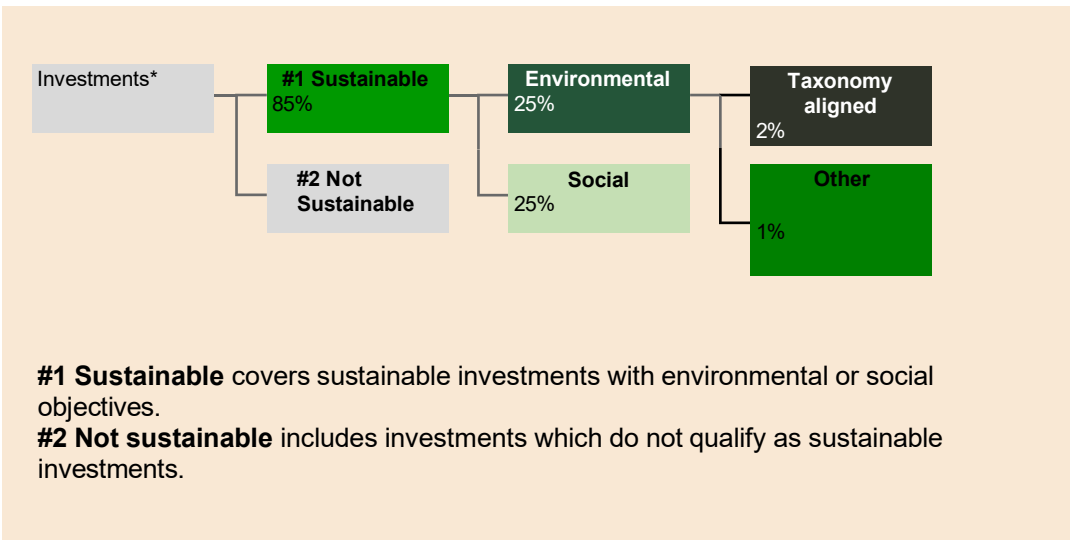 Investments*
#1 Sustainable
85%
#2 Not
Sustainable
Environmental
25%
Social
25%
Taxonomy
aligned
2%
Other
1%
#1 Sustainable covers sustainable investments with environmental or social
objectives.
#2 Not sustainable includes investments which do not qualify as sustainable
investments.